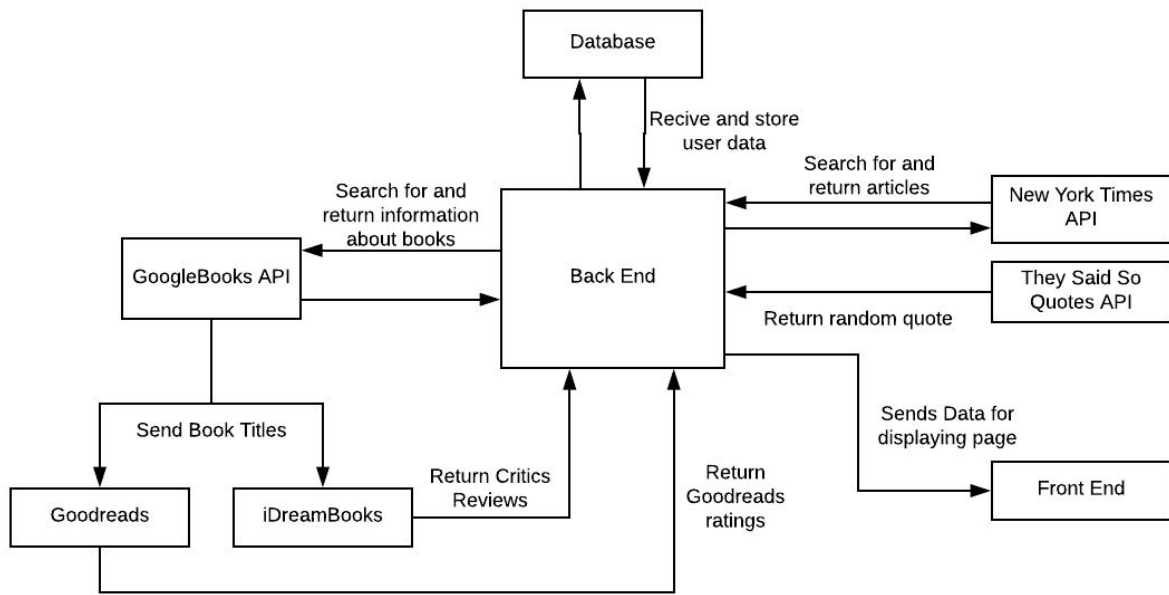 Database
Recive and store
user data
Search for and
return articles
New York Times
API
Search for and
return information
about books
GoogleBooks API
Back End
They Said So
Quotes API
Return random quote
Sends Data for
displaying page
Send Book Titles
Return Critics
Reviews
Return
Goodreads
ratings
Goodreads
iDreamBooks
Front End